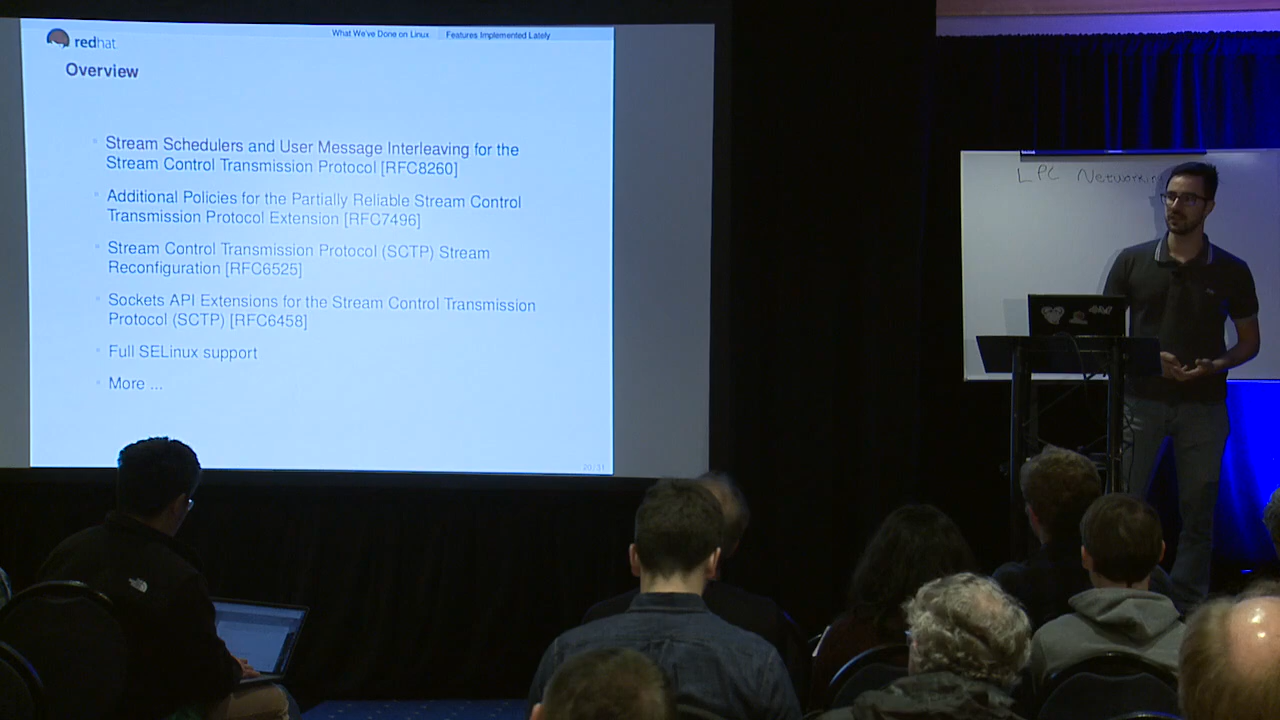 What We've Done on Linux Features Implemented Lately
redhat
Overview
Stream Schedulers and User Message Interleaving for the
Stream Control Transmission Protocol [RFC8260]
Additional Policies for the Partially Reliable Stream Control
Transmission Protocol Extension [RFC7496]
Stream Control Transmission Protocol (SCTP) Stream
Reconfiguration [RFC6525]
Sockets API Extensions for the Stream Control Transmission
Protocol (SCTP) [RFC6458]
Full SELinux support
More ...
20/31
LPC Networking